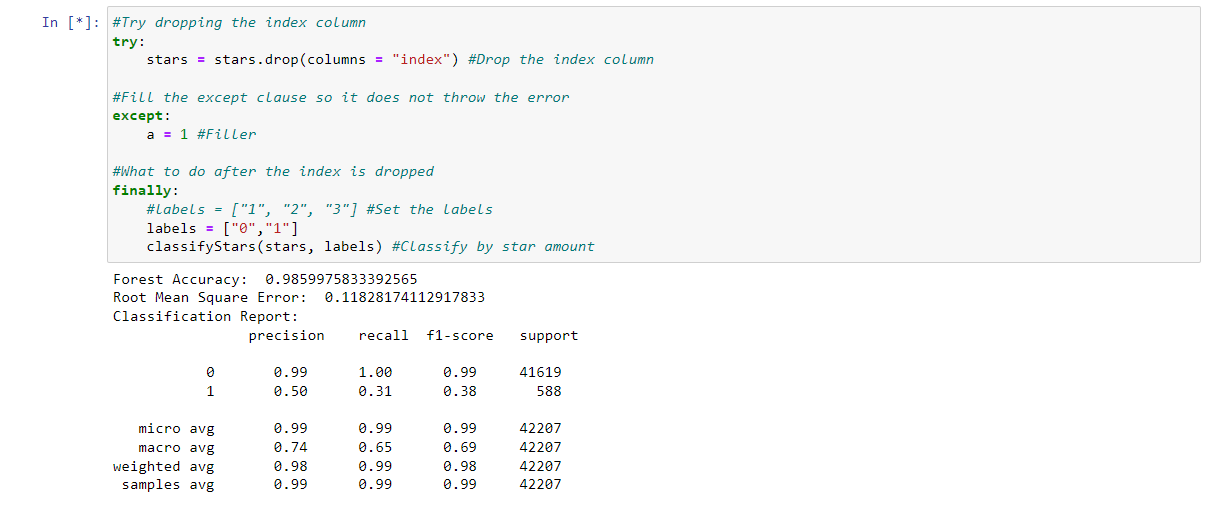 In [*]: #Try dropping the index column
try:
    stars = stars.drop(columns = "index") #Drop the index column

#Fill the except clause so it does not throw the error
except:
    a = 1 #Filler

#What to do after the index is dropped
finally:
    #labels = ["1", "2", "3"] #Set the labels
    labels = ["0","1"]
    classifyStars(stars, labels) #Classify by star amount

Forest Accuracy:  0.9859975833392565
Root Mean Square Error:  0.11828174112917833
Classification Report:
                precision    recall  f1-score   support

           0       0.99      1.00      0.99     41619
           1       0.50      0.31      0.38       588

   micro avg       0.99      0.99      0.99     42207
   macro avg       0.74      0.65      0.69     42207
weighted avg       0.98      0.99      0.98     42207
 samples avg       0.99      0.99      0.99     42207